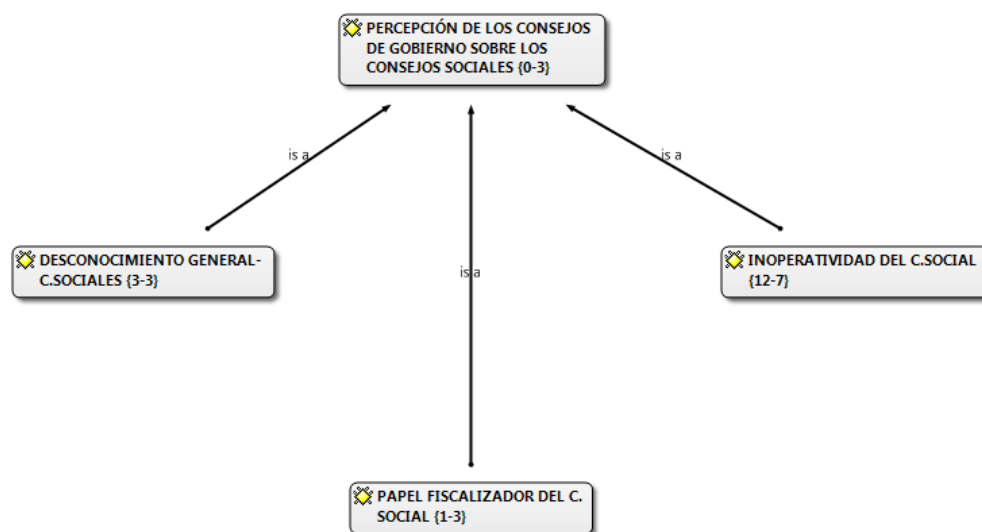 PERCEPCIÓN DE LOS CONSEJOS
DE GOBIERNO SOBRE LOS
CONSEJOS SOCIALES {0-3}
is a
is a
DESCONOCIMIENTO GENERAL-
C.SOCIALES {3-3}
is a
INOPERATIVIDAD DEL C.SOCIAL
{12-7}
PAPEL FISCALIZADOR DEL C.
SOCIAL {1-3}